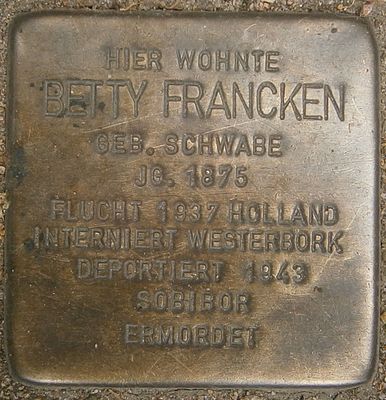 HIER WOHNTE
BETTY FRANCKEN
GEB. SCHWABE
JG. 1875
FLUCHT 1937 HOLLAND
INTERNIERT WESTERBORK
DEPORTIERT 1943
SOBIBOR
ERMORDET